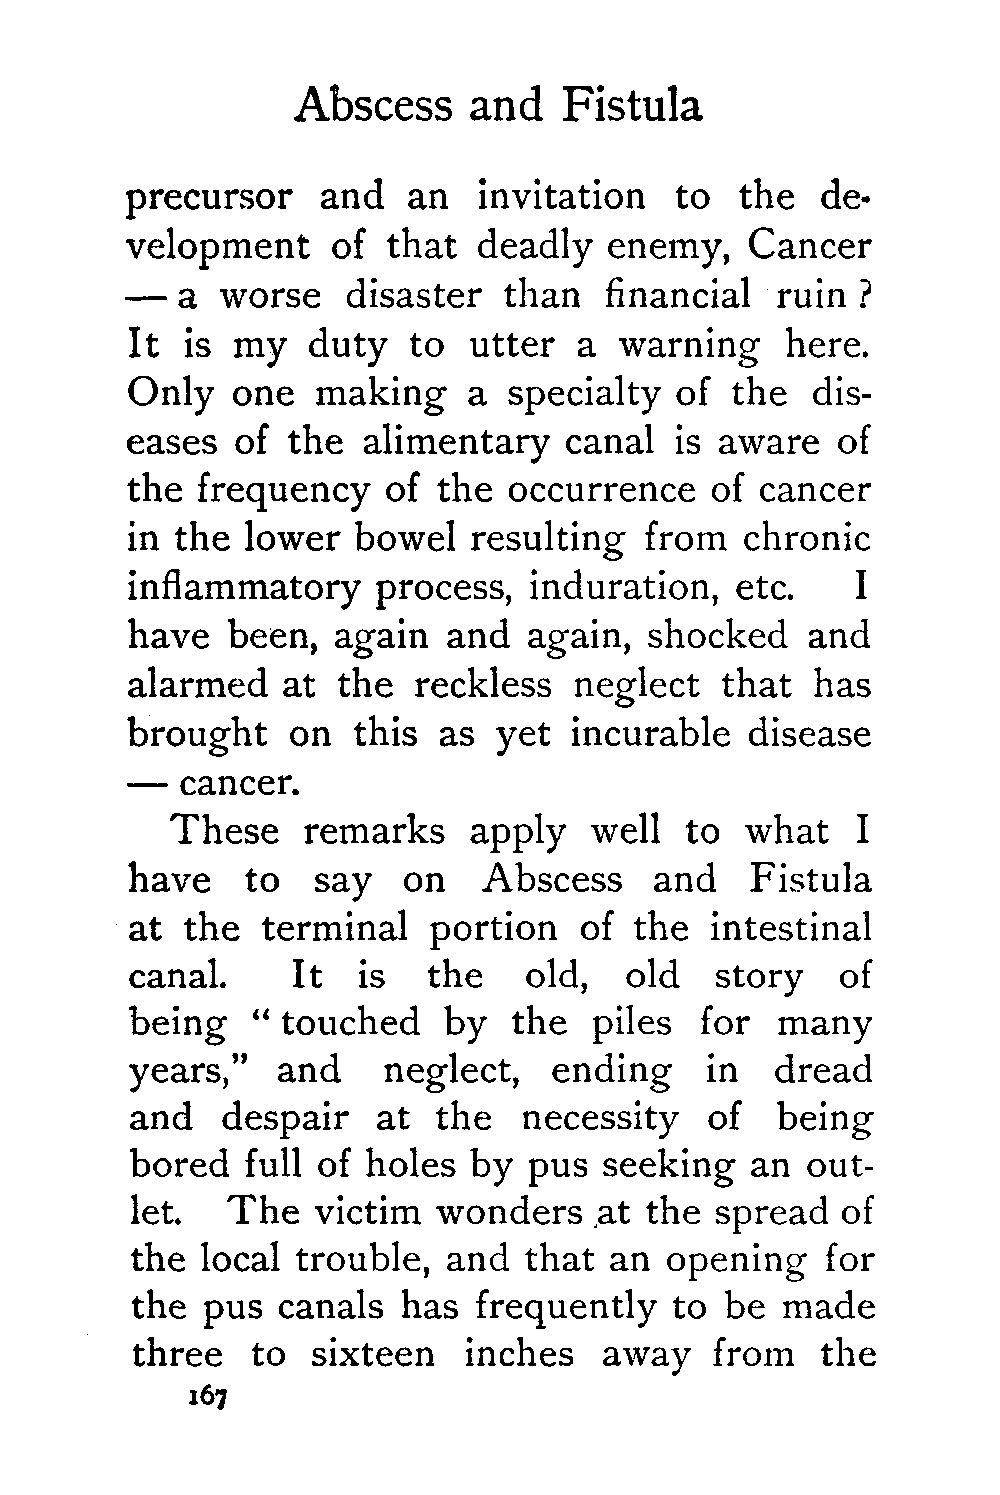 Abscess and Fistula
precursor and an invitation to the de-
velopment of that deadly enemy, Cancer
— a worse disaster than financial ruin ?
It is my duty to utter a warning here.
Only one making a specialty of the dis-
eases of the alimentary canal is aware of
the frequency of the occurrence of cancer
in the lower bowel resulting from chronic
inflammatory process, induration, etc. I
have been, again and again, shocked and
alarmed at the reckless neglect that has
brought on this as yet incurable disease
— cancer.
These remarks apply well to what I
have to say on Abscess and Fistula
at the terminal portion of the intestinal
canal. It is the old, old story of
being “ touched by the piles for many
years,” and neglect, ending in dread
and despair at the necessity of being
bored full of holes by pus seeking an out-
let. The victim wonders at the spread of
the local trouble, and that an opening for
the pus canals has frequently to be made
three to sixteen inches away from the
167